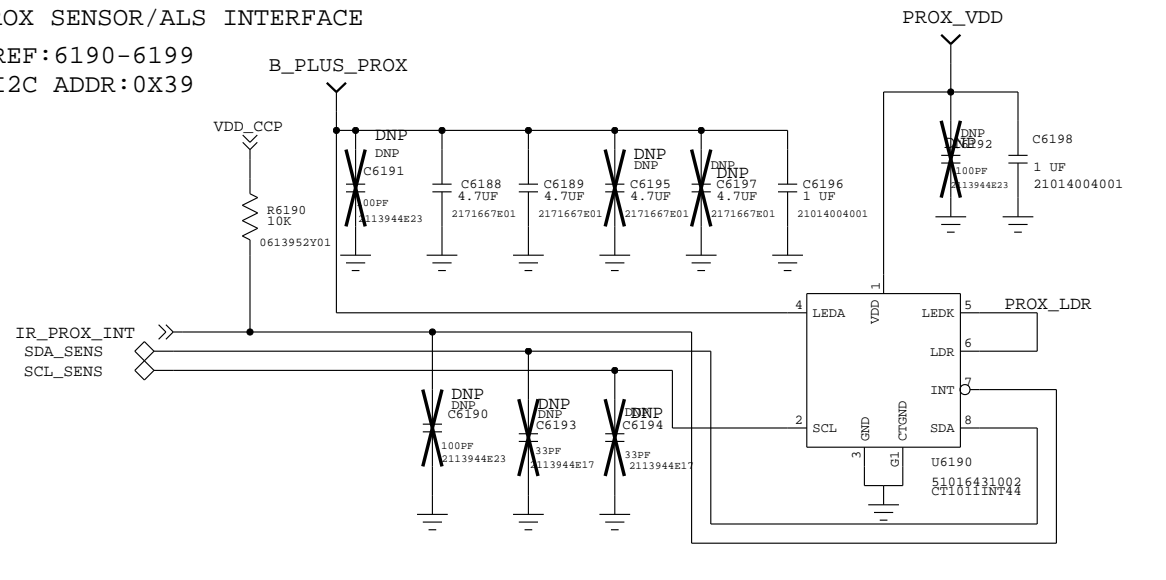 ROX SENSOR/ALS INTERFACE
REF:6190-6199
I2C ADDR:0X39
B_PLUS_PROX
PROX_VDD
VDD_CCP
DNP
DNP
C6191
00PF
2113944E23
C6188
4.7UF
2171667E01
C6189
4.7UF
2171667E01
DNP
DNP
C6195
4.7UF
2171667E01
DNP
DNP
C6197
4.7UF
2171667E01
C6196
1 UF
21014004001
DNP
DNP
C6192
100PF
2113944E23
C6198
1 UF
21014004001
R6190
10K
0613952Y01
1
4
LEDA
VDD
LEDK
5
PROX_LDR
LDR
6
INT
7
2
SCL
GND
CTGND
SDA
8
3
G1
U6190
51016431002
CT1011INT44
IR_PROX_INT
SDA_SENS
SCL_SENS
DNP
DNP
C6190
100PF
2113944E23
DNP
DNP
C6193
33PF
2113944E17
DNP
DNP
C6194
33PF
2113944E17